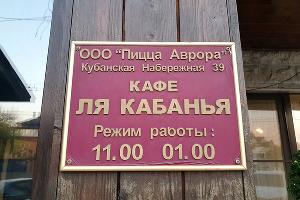 ООО "Пицца Аврора"
Кубанская Набережная 39
КАФЕ
ЛЯ КАБАНЬЯ
Режим работы:
11.00 01.00